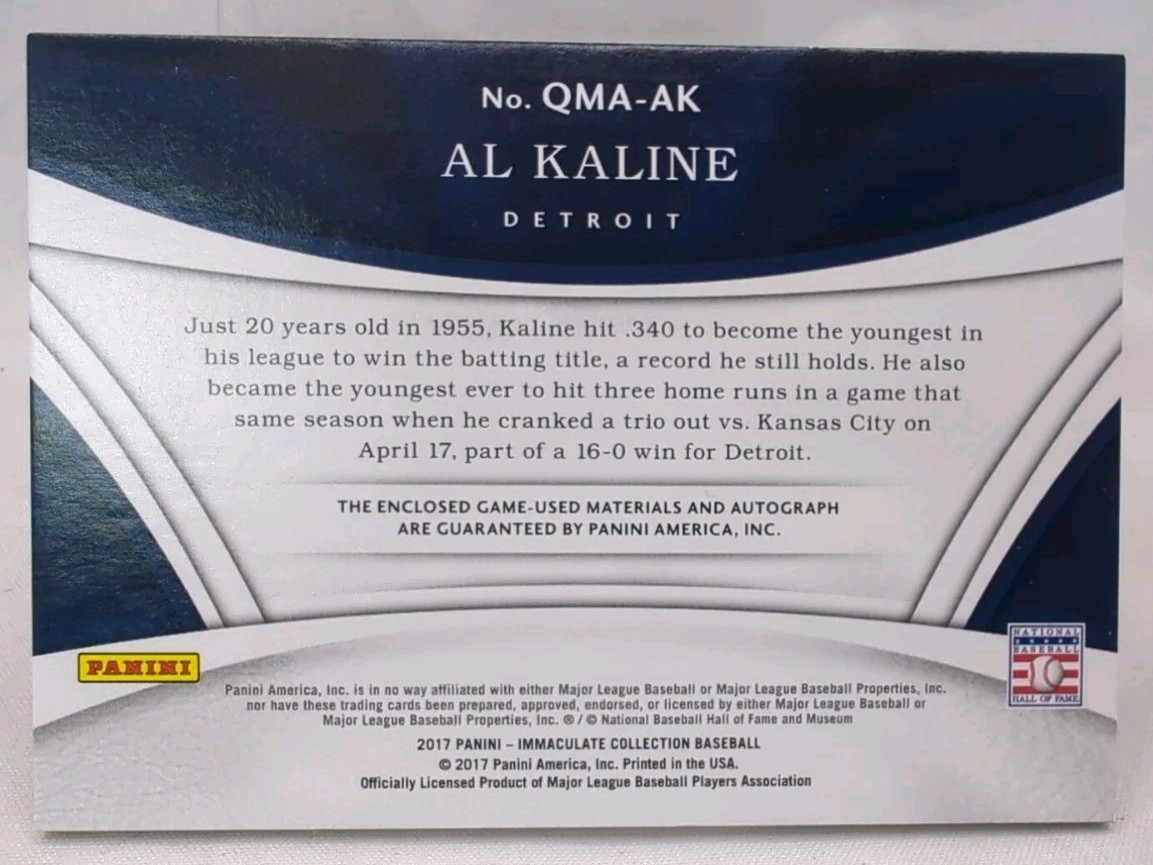 No. QMA-AK
AL KALINE
DETROIT
Just 20 years old in 1955, Kaline hit .340 to become the youngest in
his league to win the batting title, a record he still holds. He also
became the youngest ever to hit three home runs in a game that
same season when he cranked a trio out vs. Kansas City on
April 17, part of a 16-0 win for Detroit.
THE ENCLOSED GAME-USED MATERIALS AND AUTOGRAPH
ARE GUARANTEED BY PANINI AMERICA, INC.
PANINI
NATIONAL
BASEBALL
HALL OF FAME
Panini America, Inc. is in no way affiliated with either Major League Baseball or Major League Baseball Properties, Inc.
nor have these trading cards been prepared, approved, endorsed, or licensed by either Major League Baseball or
Major League Baseball Properties, Inc. ® / © National Baseball Hall of Fame and Museum
2017 PANINI – IMMACULATE COLLECTION BASEBALL
© 2017 Panini America, Inc. Printed in the USA.
Officially Licensed Product of Major League Baseball Players Association